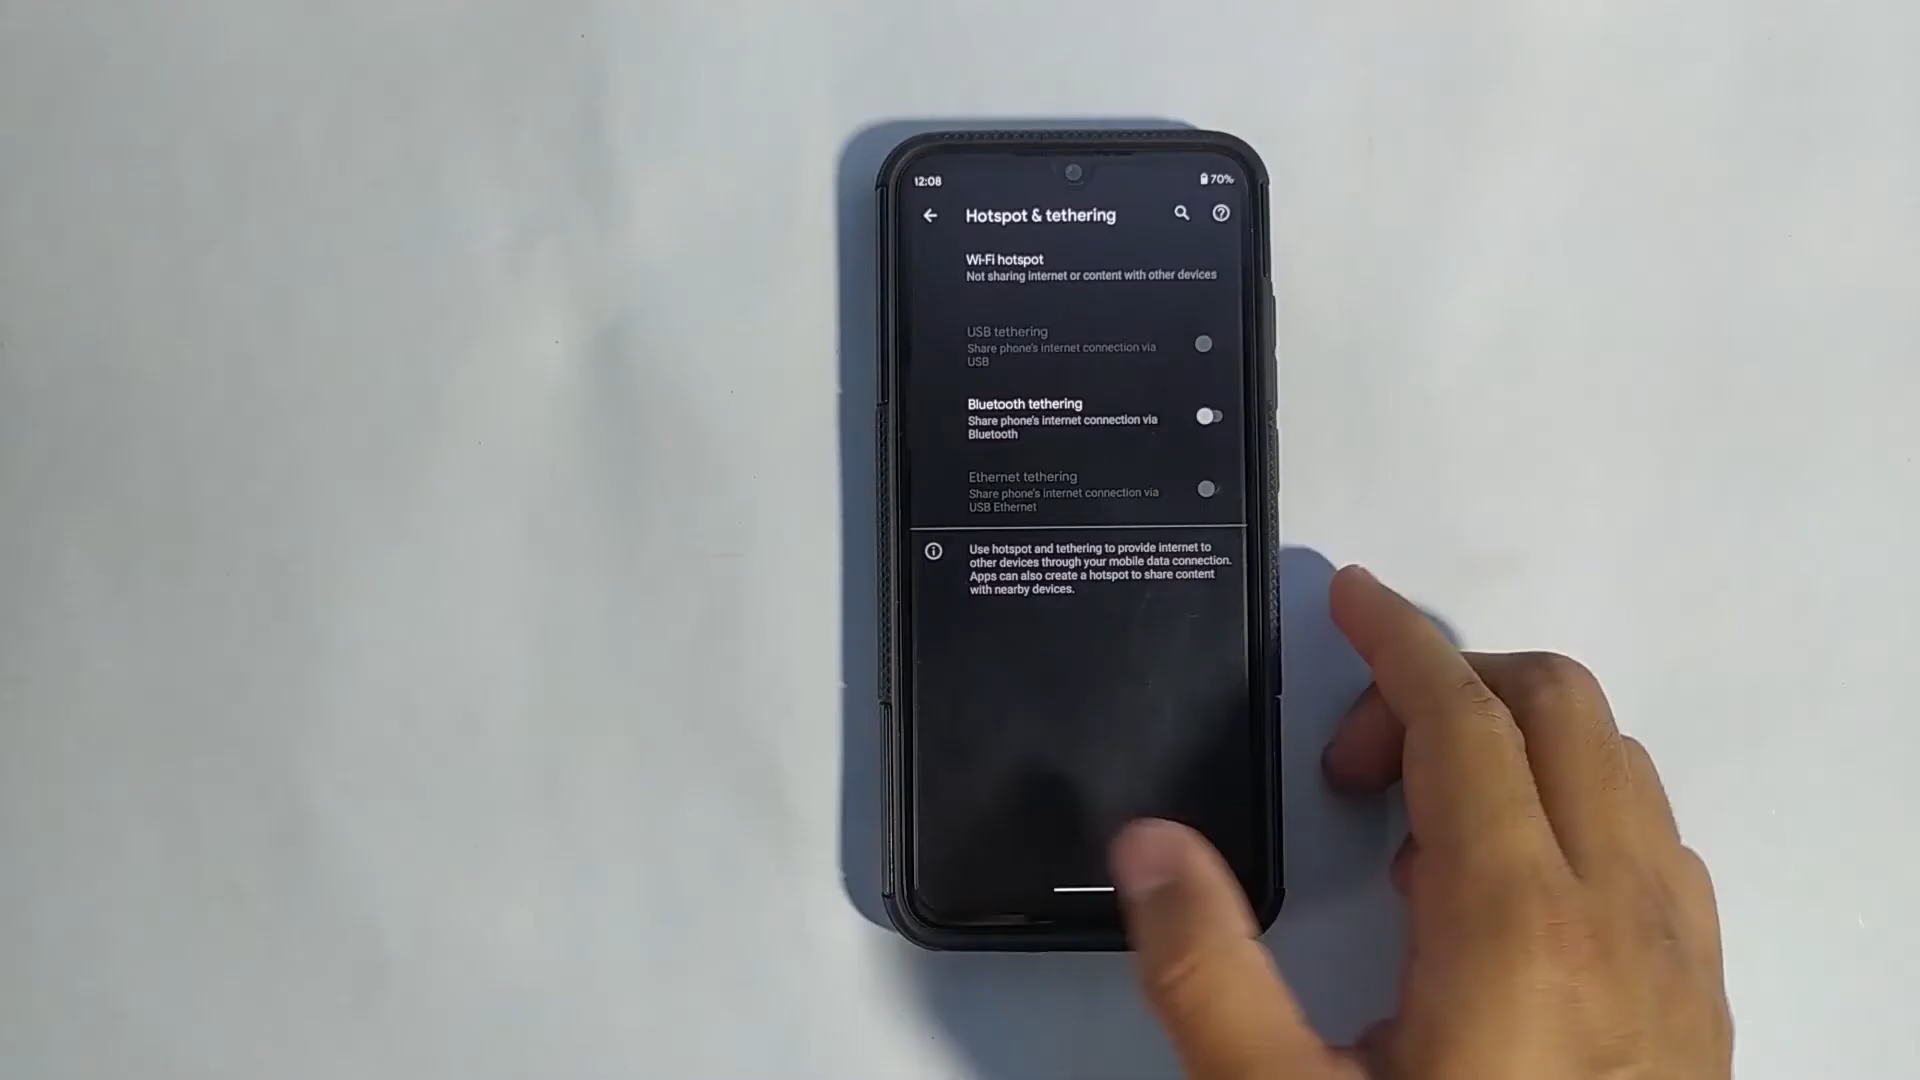 12:08
70%
Hotspot & tethering
Wi-Fi hotspot
Not sharing internet or content with other devices
USB tethering
Share phone's internet connection via
USB
Bluetooth tethering
Share phone's internet connection via
Bluetooth
Ethernet tethering
Share phone's internet connection via
USB Ethernet
Use hotspot and tethering to provide internet to
other devices through your mobile data connection.
Apps can also create a hotspot to share content
with nearby devices.